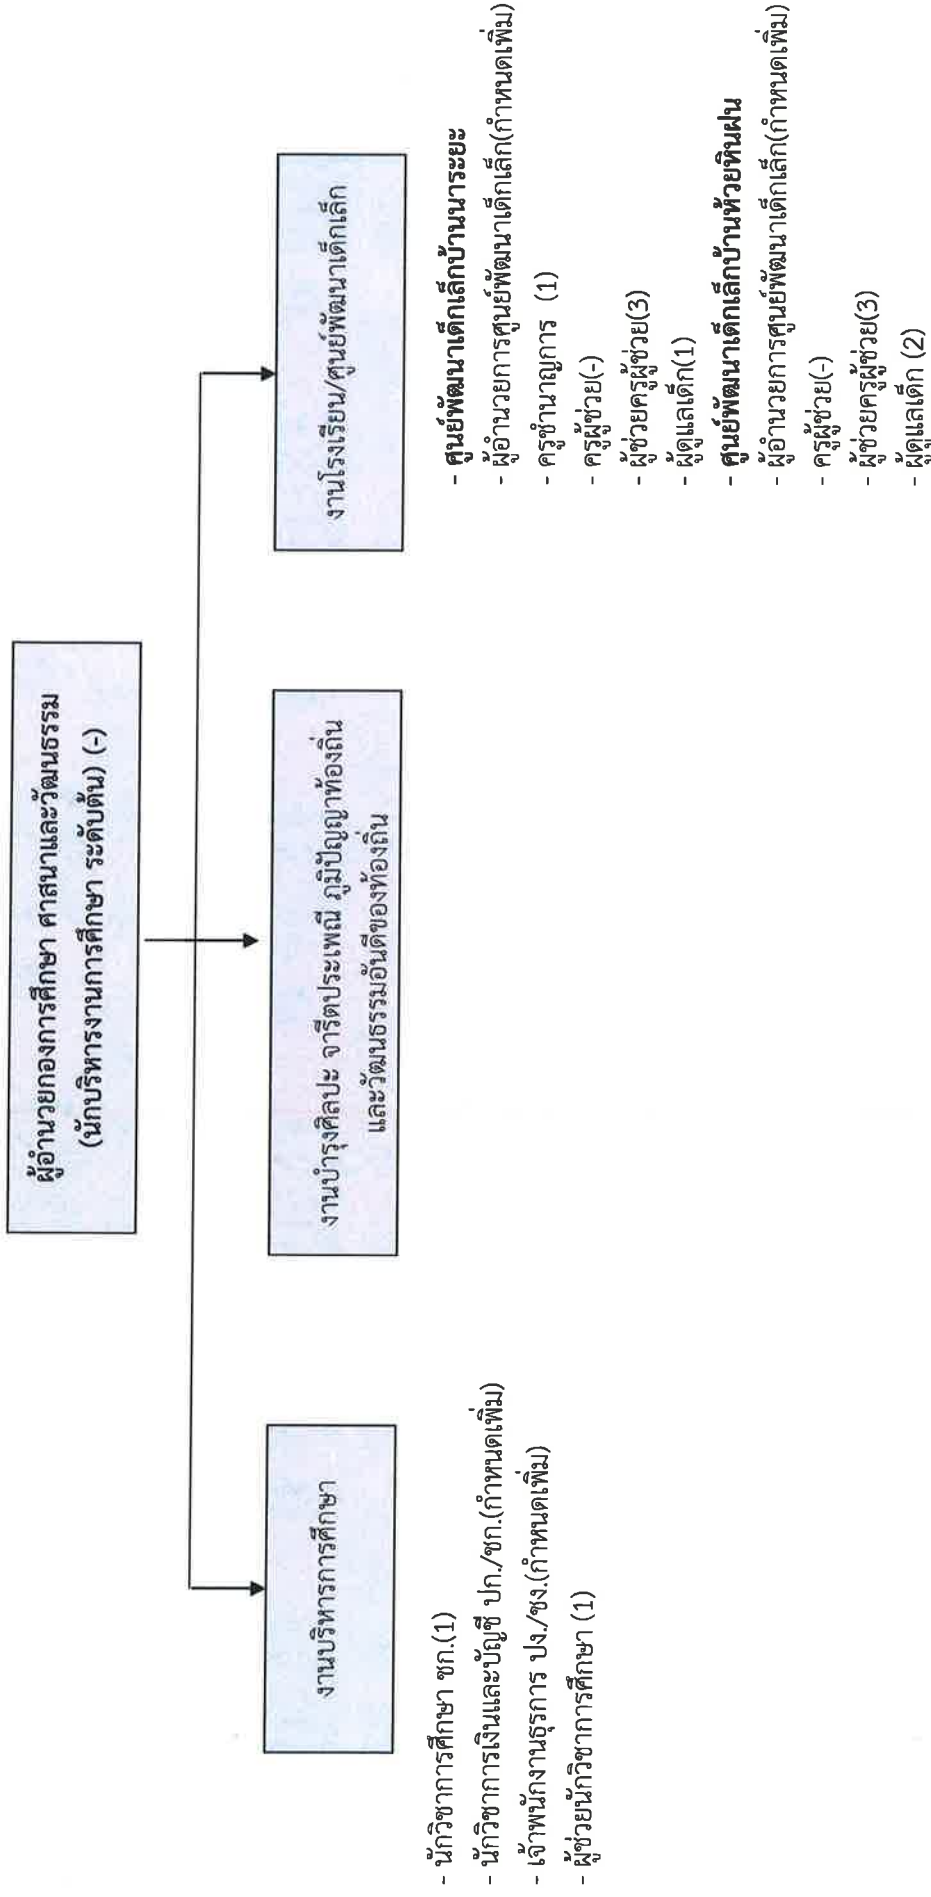 ผู้อำนวยกองการศึกษา ศาสนาและวัฒนธรรม
(นักบริหารงานการศึกษา ระดับต้น) (-)
งานบริหารการศึกษา
- นักวิชาการศึกษา ชก.(1)
- นักวิชาการเงินและบัญชี ปก./ชก.(กำหนดเพิ่ม)
- เจ้าพนักงานธุรการ ปง./ชง.(กำหนดเพิ่ม)
- ผู้ช่วยนักวิชาการศึกษา (1)
งานบำรุงศิลปะ จารีตประเพณี ภูมิปัญญาท้องถิ่น
และวัฒนธรรมอันดีของท้องถิ่น
งานโรงเรียน/ศูนย์พัฒนาเด็กเล็ก
- ศูนย์พัฒนาเด็กเล็กบ้านนาระยะ
- ผู้อำนวยการศูนย์พัฒนาเด็กเล็ก(กำหนดเพิ่ม)
- ครูชำนาญการ (1)
- ครูผู้ช่วย(-)
- ผู้ช่วยครูผู้ช่วย(3)
- ผู้ดูแลเด็ก(1)
- ศูนย์พัฒนาเด็กเล็กบ้านห้วยหินฝน
- ผู้อำนวยการศูนย์พัฒนาเด็กเล็ก(กำหนดเพิ่ม)
- ครูผู้ช่วย(-)
- ผู้ช่วยครูผู้ช่วย(3)
- ผู้ดูแลเด็ก (2)